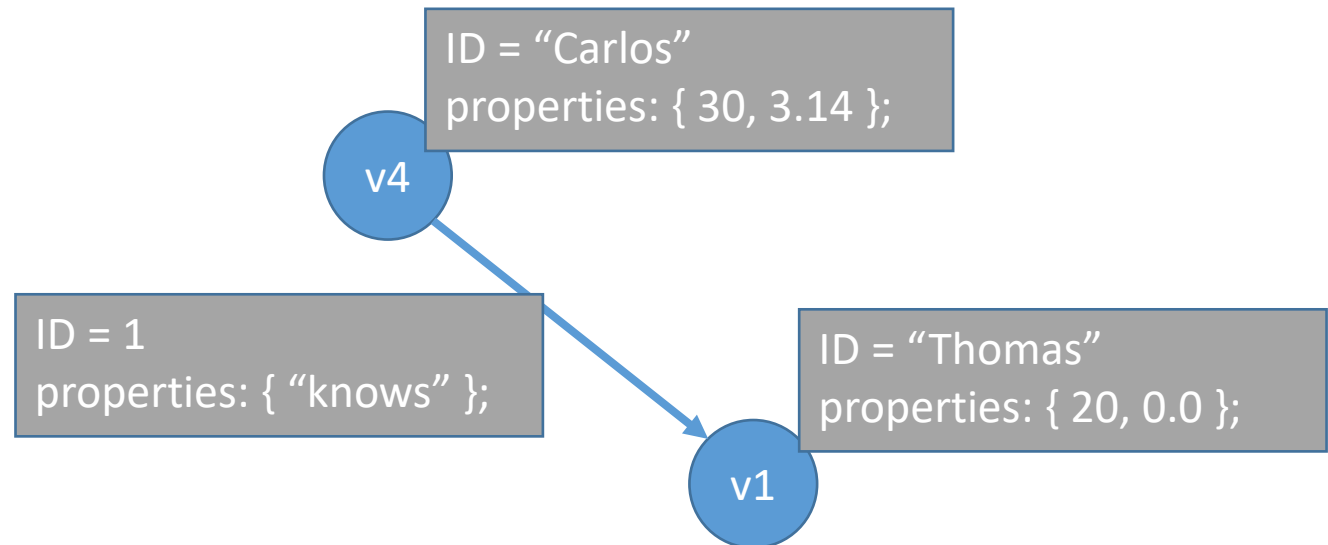 ID = “Carlos”
properties: { 30, 3.14 };
v4
ID = 1
properties: { “knows” };
ID = “Thomas”
properties: { 20, 0.0 };
v1